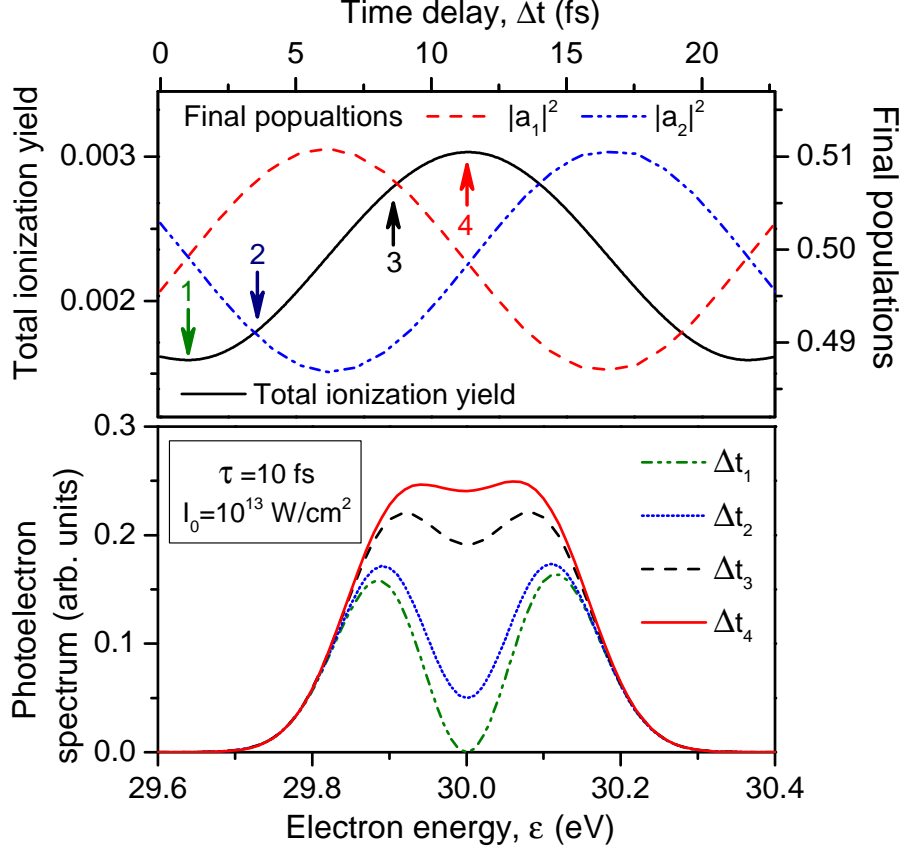 Time delay, Δt (fs)
0 5 10 15 20
Final popualtions |a₁|² |a₂|²
Total ionization yield
0.003
0.002
Final populations
0.51
0.50
0.49
1
2
3
4
Total ionization yield
Photoelectron
spectrum (arb. units)
0.3
0.2
0.1
0.0
τ =10 fs
I₀=10¹³ W/cm²
Δt₁
Δt₂
Δt₃
Δt₄
29.6 29.8 30.0 30.2 30.4
Electron energy, ε (eV)